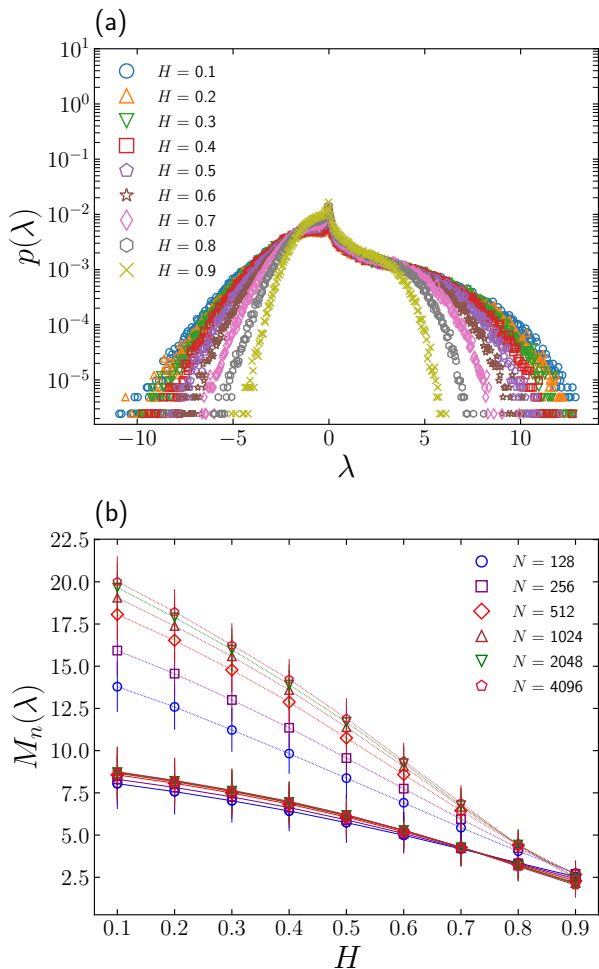 (a)
10^1
10^0
10^{-1}
10^{-2}
10^{-3}
10^{-4}
10^{-5}
p(λ)
H = 0.1
H = 0.2
H = 0.3
H = 0.4
H = 0.5
H = 0.6
H = 0.7
H = 0.8
H = 0.9
−10 −5 0 5 10
λ
(b)
22.5
20.0
17.5
15.0
12.5
10.0
7.5
5.0
2.5
M_n(λ)
N = 128
N = 256
N = 512
N = 1024
N = 2048
N = 4096
0.1 0.2 0.3 0.4 0.5 0.6 0.7 0.8 0.9
H